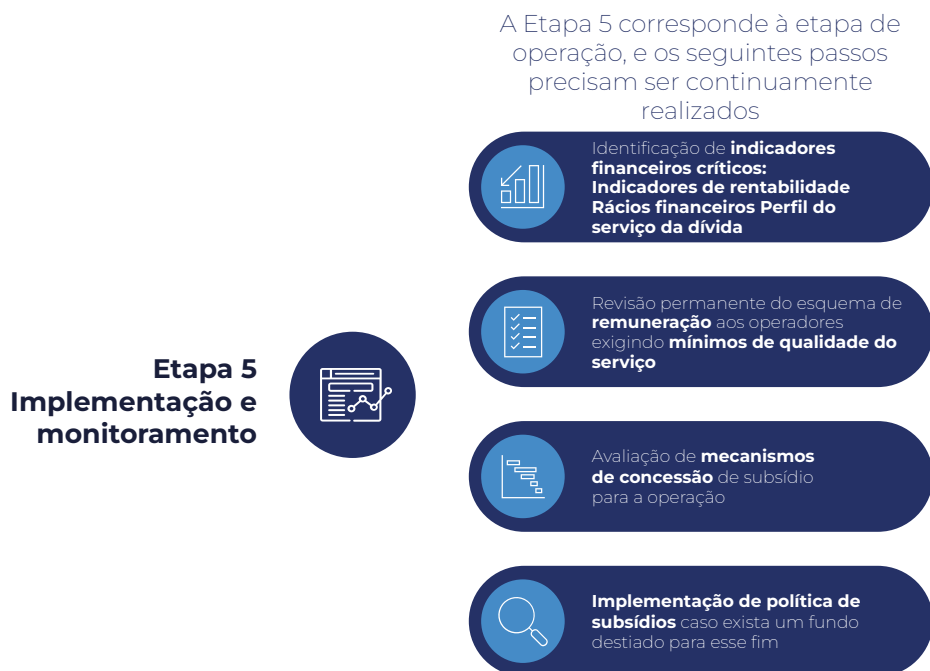 A Etapa 5 corresponde à etapa de
operação, e os seguintes passos
precisam ser continuamente
realizados
Identificação de indicadores
financeiros críticos:
Indicadores de rentabilidade
Rácios financeiros Perfil do
serviço da dívida
Revisão permanente do esquema de
remuneração aos operadores
exigindo mínimos de qualidade do
serviço
Etapa 5
Implementação e
monitoramento
Avaliação de mecanismos
de concessão de subsídio
para a operação
Implementação de política de
subsídios caso exista um fundo
destiado para esse fim